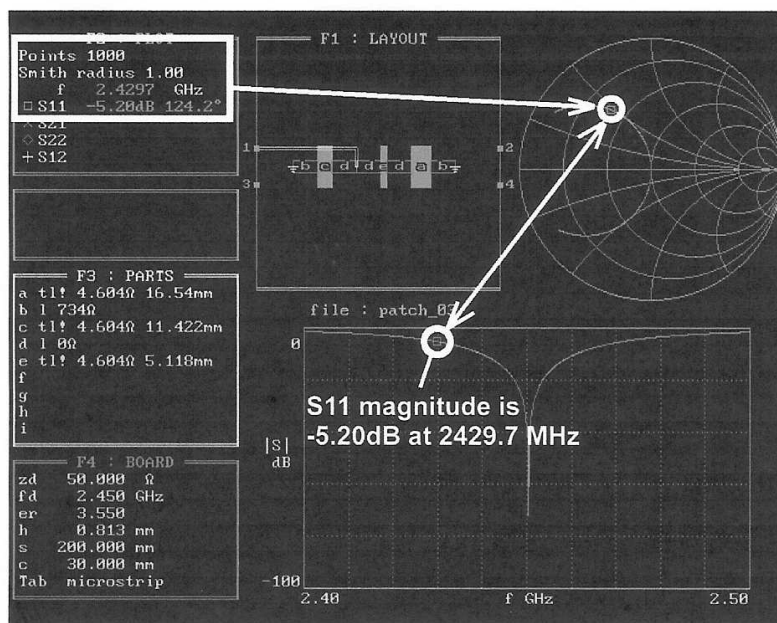 F2 : PLOT
Points 1000
Smith radius 1.00
f 2.4297 GHz
□ S11 -5.20dB 124.2°
× S21
◇ S22
+ S12
F1 : LAYOUT
1
2
3
4
b c d d e d a b
F3 : PARTS
a tl! 4.604Ω 16.54mm
b l 734Ω
c tl! 4.604Ω 11.422mm
d l 0Ω
e tl! 4.604Ω 5.118mm
f
g
h
i
F4 : BOARD
zd 50.000 Ω
fd 2.450 GHz
er 3.550
h 0.813 mm
s 200.000 mm
c 30.000 mm
Tab microstrip
file : patch_03
0
|S|
dB
-100
2.40
f GHz
2.50
S11 magnitude is
-5.20dB at 2429.7 MHz